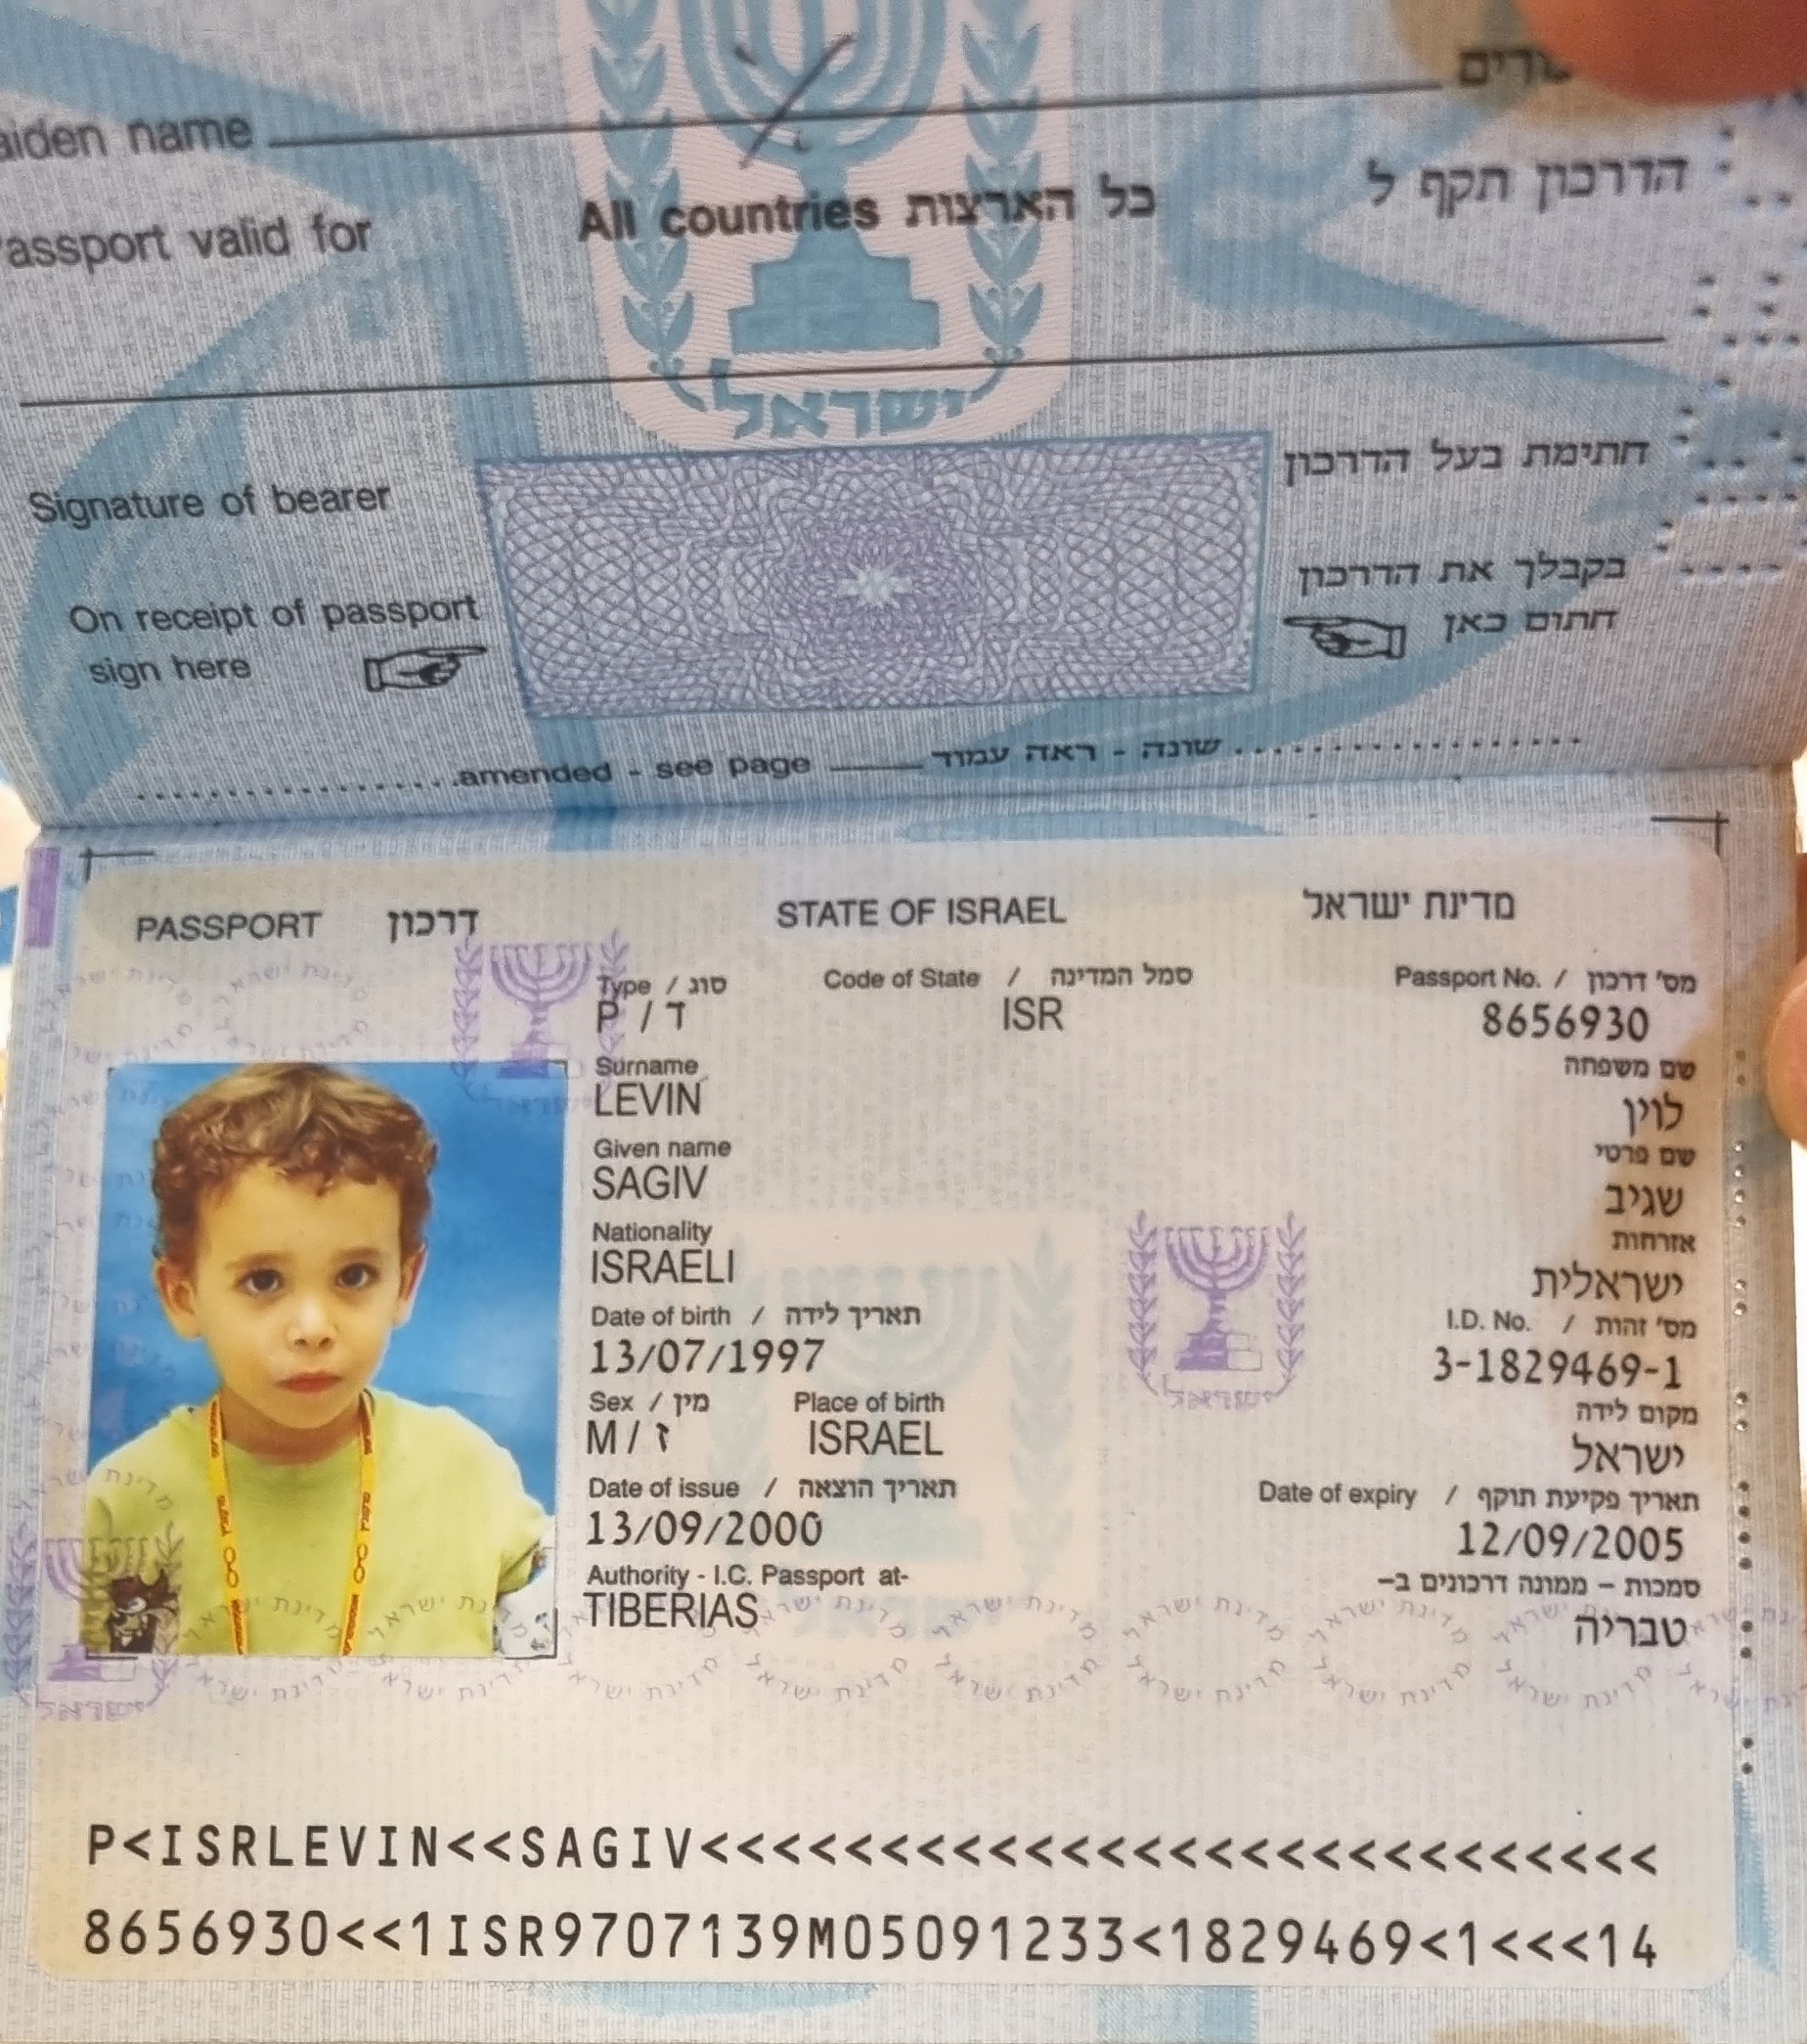 aiden name
assport valid for All countries כל הארצות הדרכון תקף ל
ישראל
Signature of bearer חתימת בעל הדרכון
On receipt of passport בקבלך את הדרכון
sign here חתום כאן
amended - see page שונה - ראה עמוד
PASSPORT דרכון STATE OF ISRAEL מדינת ישראל
Type / סוג Code of State / סמל המדינה Passport No. / מס' דרכון
P / ד ISR 8656930
Surname שם משפחה
LEVIN לוין
Given name שם פרטי
SAGIV שגיב
Nationality אזרחות
ISRAELI ישראלית
Date of birth / תאריך לידה I.D. No. / מס' זהות
13/07/1997 3-1829469-1
Sex / מין Place of birth מקום לידה
M / ז ISRAEL ישראל
Date of issue / תאריך הוצאה Date of expiry / תאריך פקיעת תוקף
13/09/2000 12/09/2005
Authority - I.C. Passport at- סמכות – ממונה דרכונים ב–
TIBERIAS טבריה
P<ISRLEVIN<<SAGIV<<<<<<<<<<<<<<<<<<<<<<<<<<<
8656930<<1ISR9707139M05091233<1829469<1<<<14